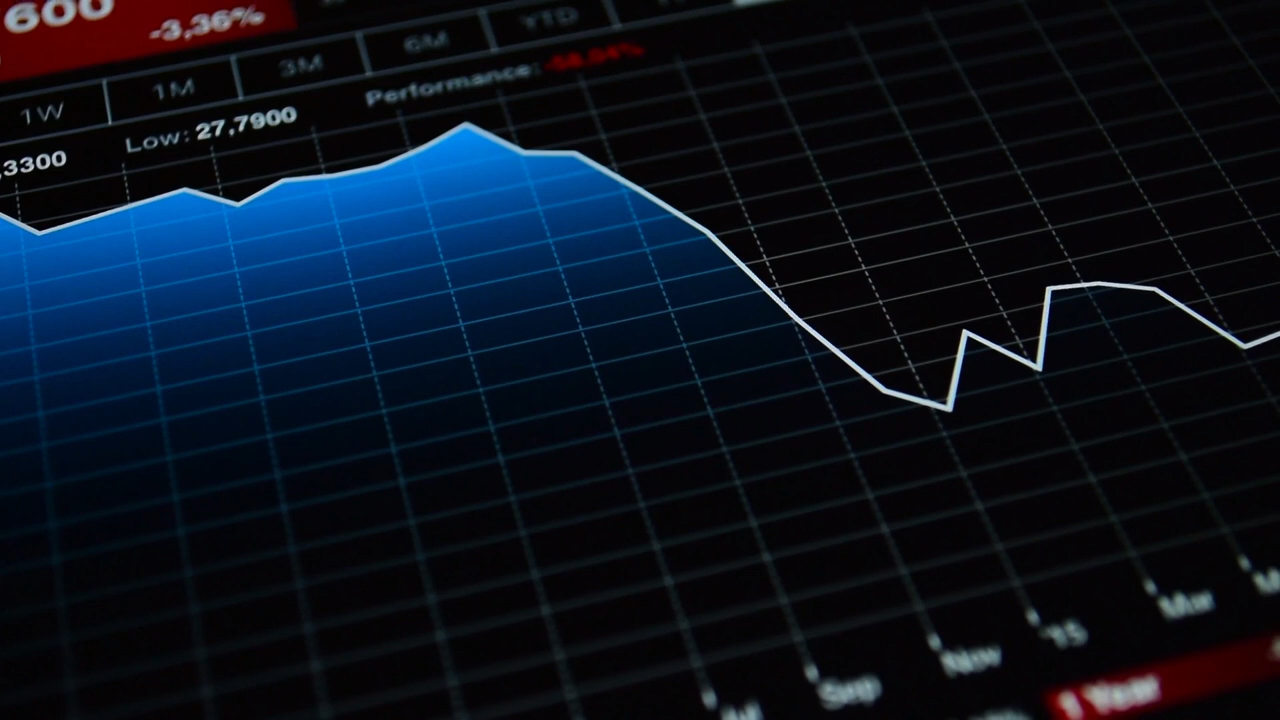 600
-3,36%
1W 1M 3M 6M YTD
,3300 Low: 27,7900 Performance:
Jul Sep Nov '15 Mar
1 Year